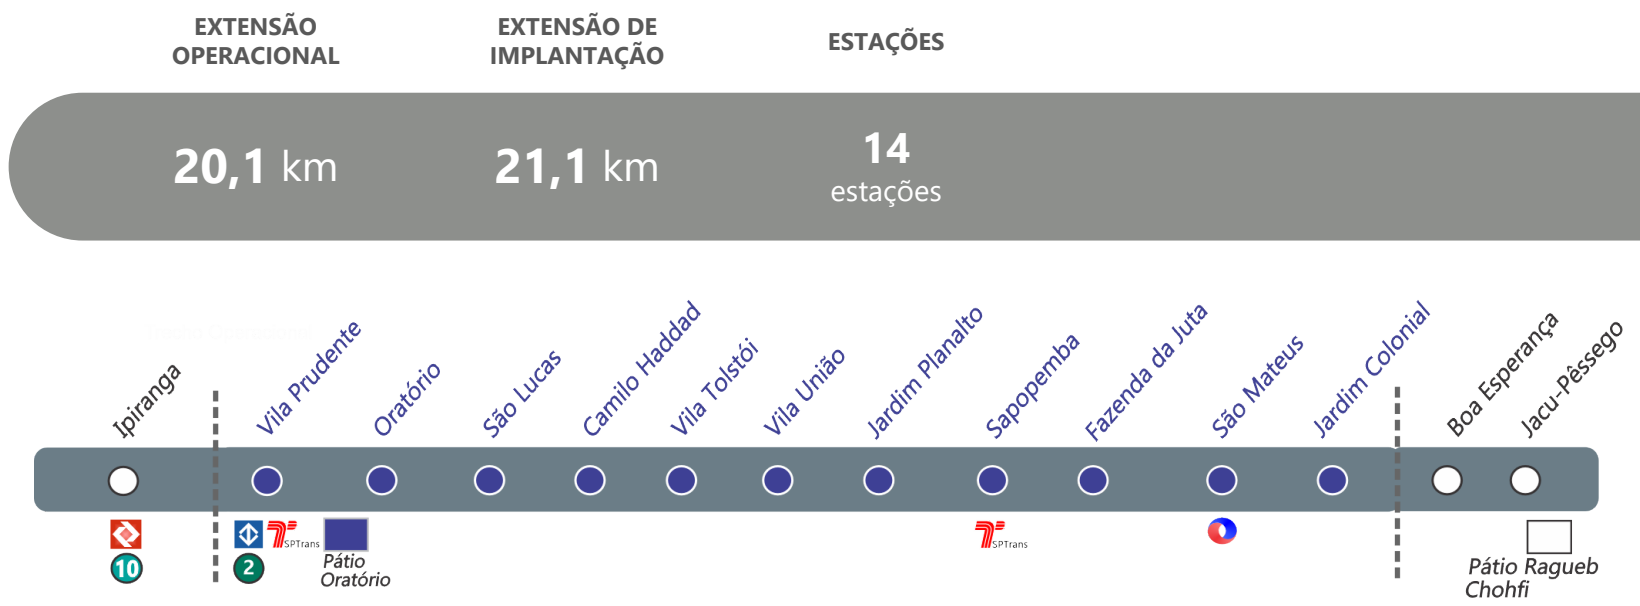 EXTENSÃO
OPERACIONAL
EXTENSÃO DE
IMPLANTAÇÃO
ESTAÇÕES
20,1 km
21,1 km
14
estações
Ipiranga
Vila Prudente
Oratório
São Lucas
Camilo Haddad
Vila Tolstói
Vila União
Jardim Planalto
Sapopemba
Fazenda da Juta
São Mateus
Jardim Colonial
Boa Esperança
Jacu-Pêssego
10
2
SPTrans
Pátio
Oratório
SPTrans
Pátio Ragueb
Chohfi